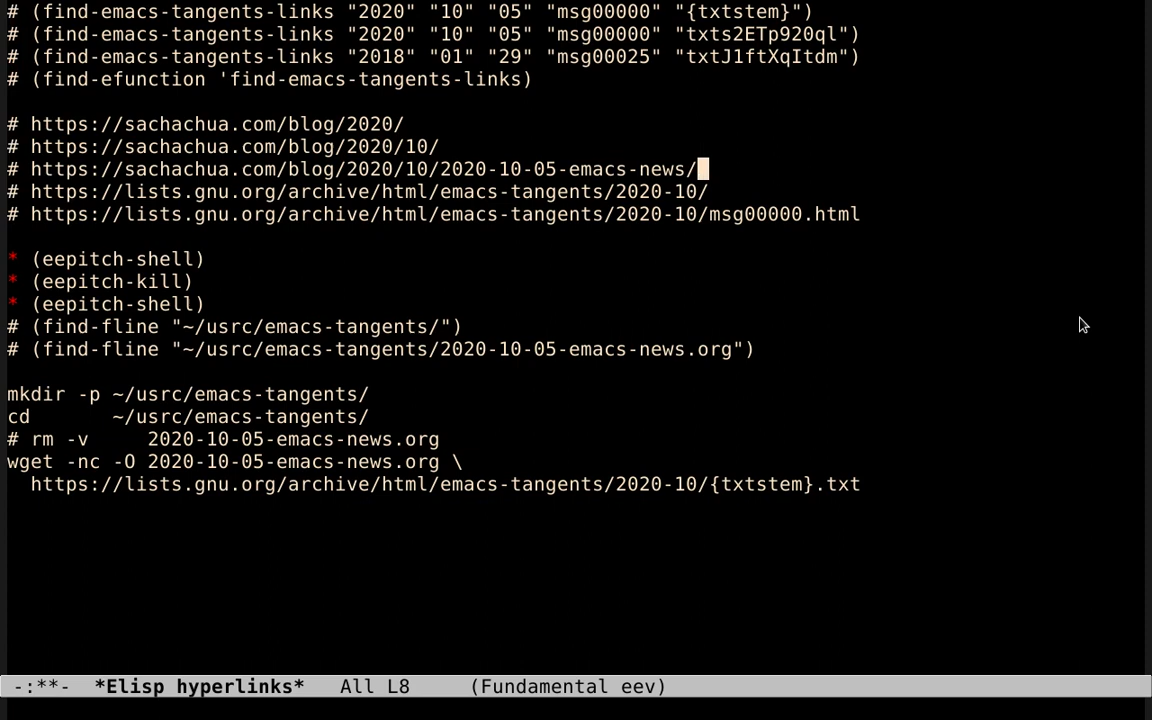 # (find-emacs-tangents-links "2020" "10" "05" "msg00000" "{txtstem}")
# (find-emacs-tangents-links "2020" "10" "05" "msg00000" "txts2ETp920ql")
# (find-emacs-tangents-links "2018" "01" "29" "msg00025" "txtJ1ftXqItdm")
# (find-efunction 'find-emacs-tangents-links)
# https://sachachua.com/blog/2020/
# https://sachachua.com/blog/2020/10/
# https://sachachua.com/blog/2020/10/2020-10-05-emacs-news/
# https://lists.gnu.org/archive/html/emacs-tangents/2020-10/
# https://lists.gnu.org/archive/html/emacs-tangents/2020-10/msg00000.html
* (eepitch-shell)
* (eepitch-kill)
* (eepitch-shell)
# (find-fline "~/usrc/emacs-tangents/")
# (find-fline "~/usrc/emacs-tangents/2020-10-05-emacs-news.org")
mkdir -p ~/usrc/emacs-tangents/
cd       ~/usrc/emacs-tangents/
# rm -v     2020-10-05-emacs-news.org
wget -nc -O 2020-10-05-emacs-news.org \
  https://lists.gnu.org/archive/html/emacs-tangents/2020-10/{txtstem}.txt
-:**-  *Elisp hyperlinks*   All L8     (Fundamental eev)